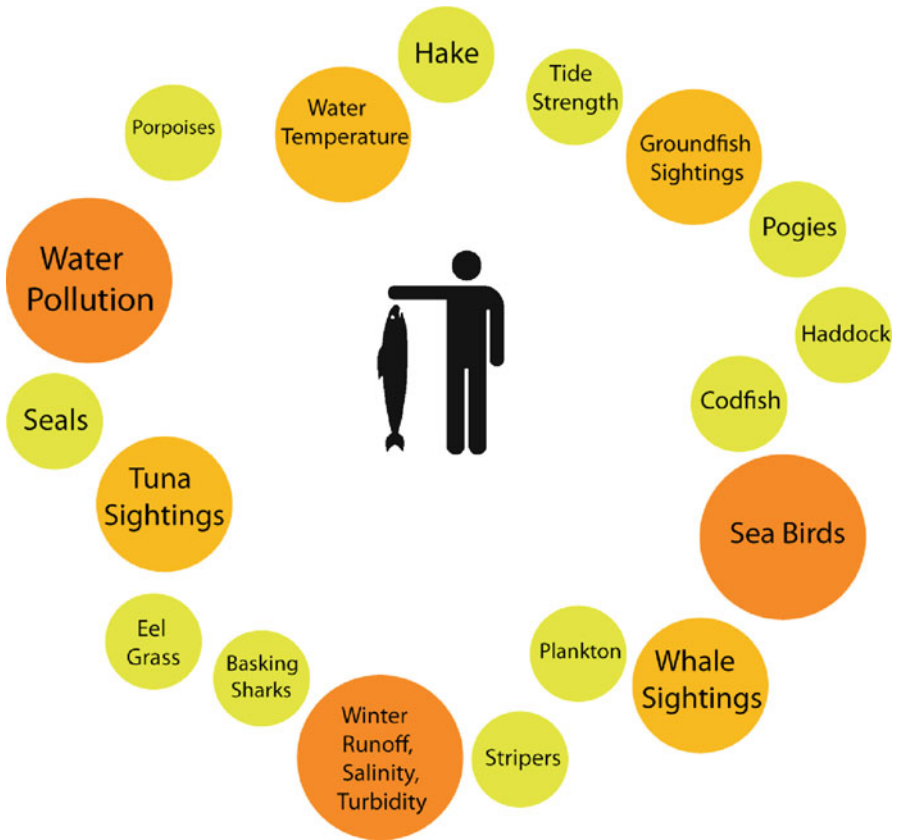 Hake
Tide
Strength
Water
Temperature
Porpoises
Groundfish
Sightings
Pogies
Water
Pollution
Haddock
Codfish
Seals
Tuna
Sightings
Sea Birds
Eel
Grass
Plankton
Whale
Sightings
Basking
Sharks
Winter
Runoff,
Salinity,
Turbidity
Stripers